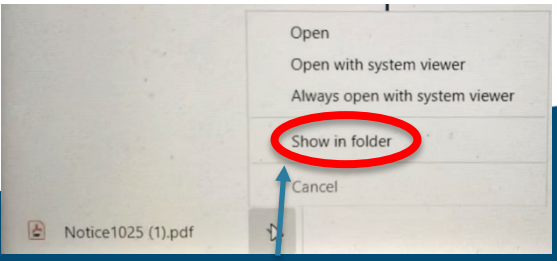 Open
Open with system viewer
Always open with system viewer
Show in folder
Cancel
Notice1025 (1).pdf